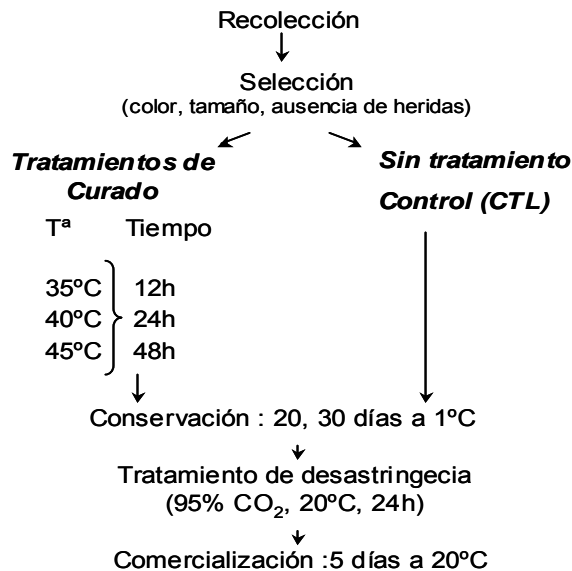 Recolección
Selección
(color, tamaño, ausencia de heridas)
Tratamientos de
Curado
Tª Tiempo
35ºC 12h
40ºC 24h
45ºC 48h
Sin tratamiento
Control (CTL)
Conservación : 20, 30 días a 1ºC
Tratamiento de desastringecia
(95% CO₂, 20ºC, 24h)
Comercialización :5 días a 20ºC